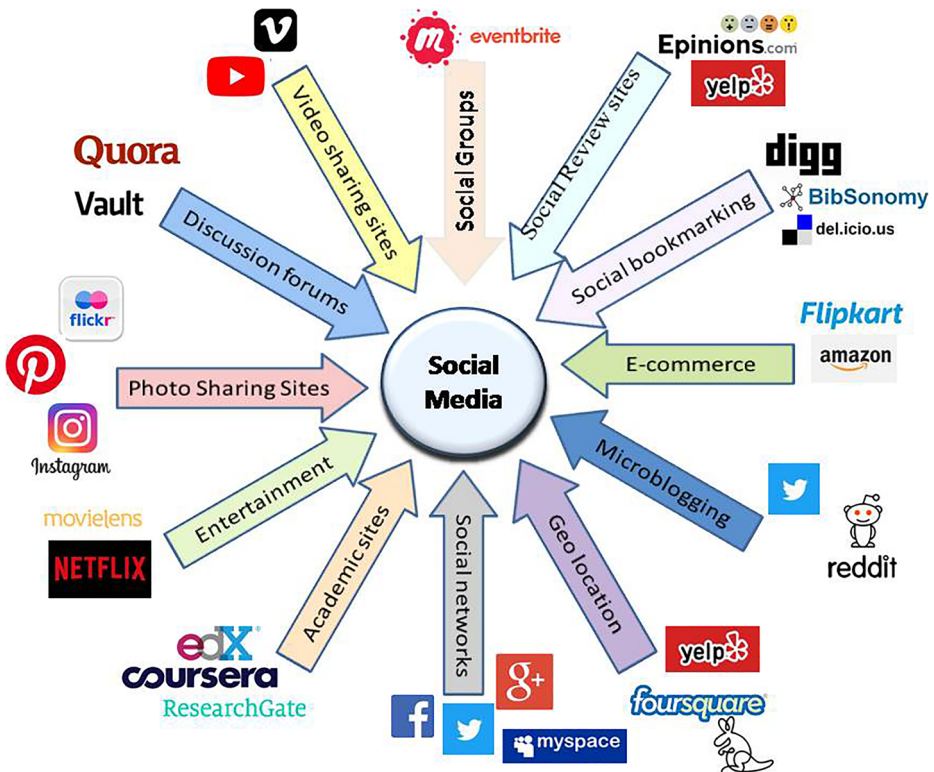 eventbrite
Epinions.com
yelp
Video sharing sites
Social Groups
Social Review sites
Quora
Vault
digg
BibSonomy
del.icio.us
Discussion forums
Social bookmarking
flickr
Flipkart
amazon
Photo Sharing Sites
Social
Media
E-commerce
Instagram
Entertainment
Microblogging
movielens
NETFLIX
reddit
Academic sites
Social networks
Geo location
edX
coursera
ResearchGate
yelp
foursquare
g+
f
myspace